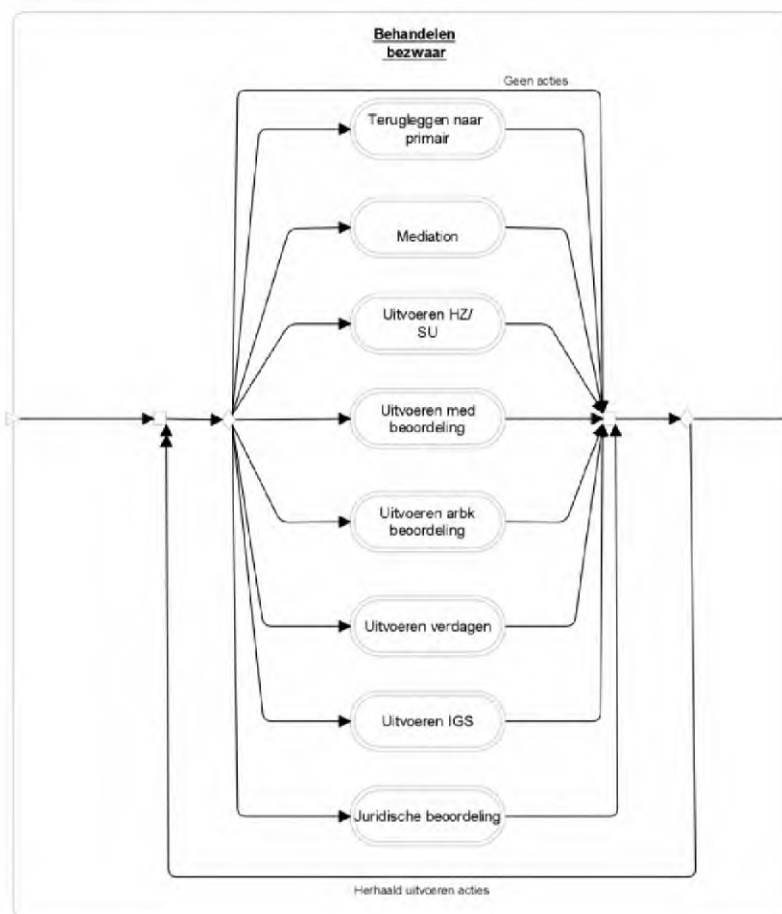 Behandelen
bezwaar
Geen acties
Terugleggen naar
primair
Mediation
Uitvoeren HZ/
SU
Uitvoeren med
beoordeling
Uitvoeren arbk
beoordeling
Uitvoeren verdagen
Uitvoeren IGS
Juridische beoordeling
Herhaald uitvoeren acties